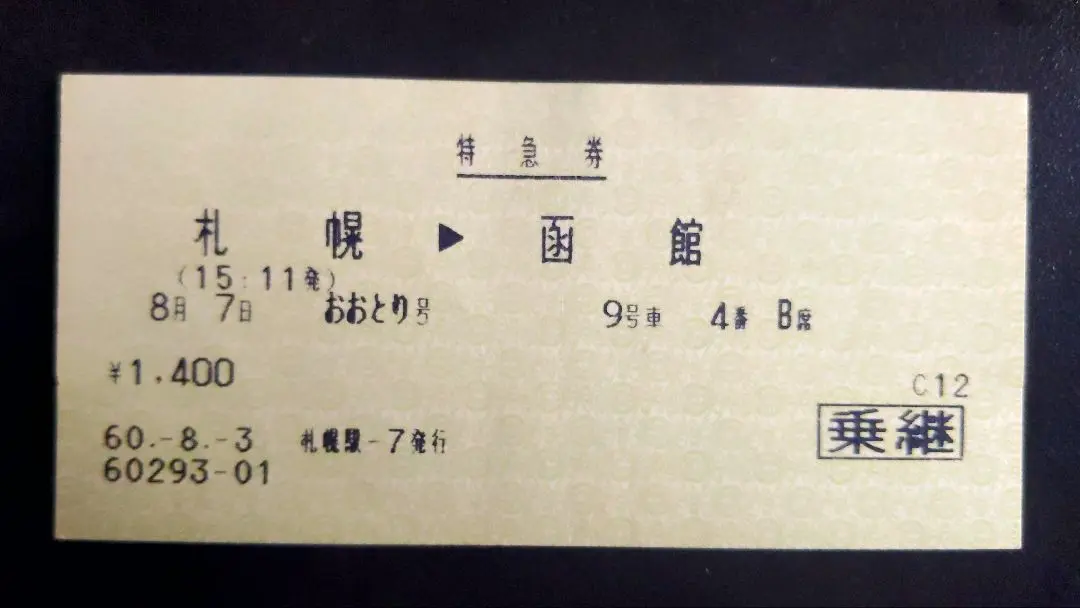 特急券
札幌▶函館
(15:11発)
8月 7日 おおとり号 9号車 4番 B席
¥1,400
C12
乗継
60.-8.-3 札幌駅-7発行
60293-01